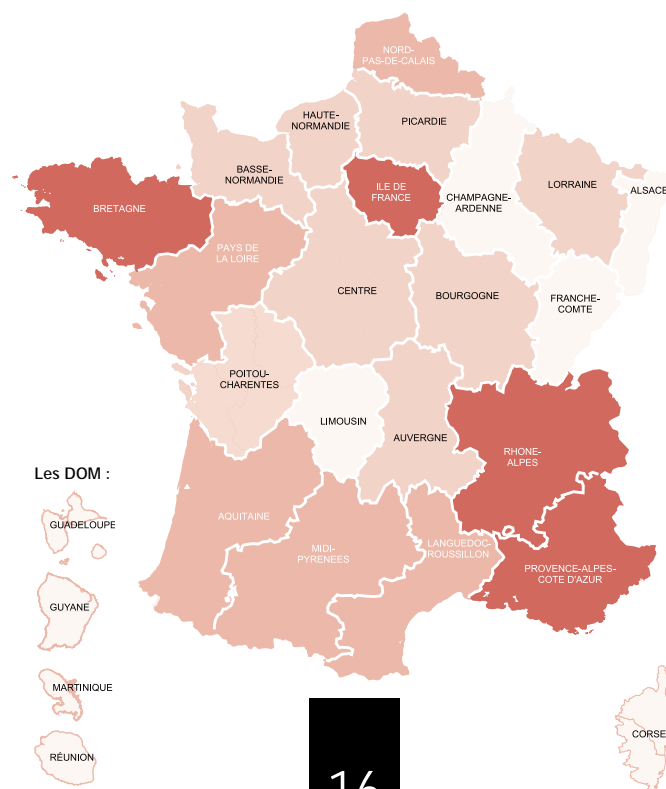 NORD-
PAS-DE-CALAIS
HAUTE-
NORMANDIE
PICARDIE
BASSE-
NORMANDIE
BRETAGNE
ILE DE
FRANCE
CHAMPAGNE-
ARDENNE
LORRAINE
ALSACE
PAYS DE
LA LOIRE
CENTRE
BOURGOGNE
FRANCHE-
COMTE
POITOU-
CHARENTES
LIMOUSIN
AUVERGNE
RHONE-
ALPES
AQUITAINE
MIDI-
PYRENEES
LANGUEDOC-
ROUSSILLON
PROVENCE-ALPES-
COTE D'AZUR
Les DOM :
GUADELOUPE
GUYANE
MARTINIQUE
RÉUNION
CORSE
16